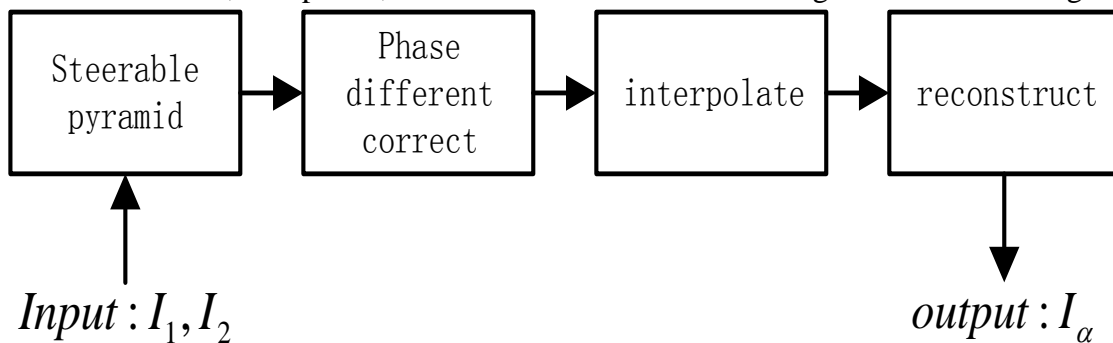 Steerable
pyramid
Phase
different
correct
interpolate
reconstruct
Input : I₁, I₂
output : Iα